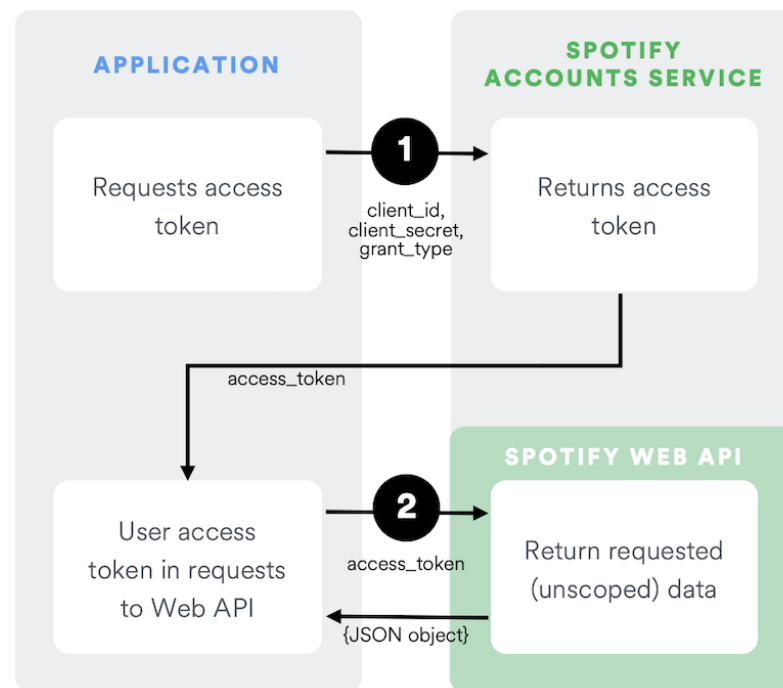 APPLICATION
SPOTIFY
ACCOUNTS SERVICE
Requests access
token
1
client_id,
client_secret,
grant_type
Returns access
token
access_token
SPOTIFY WEB API
User access
token in requests
to Web API
2
access_token
{JSON object}
Return requested
(unscoped) data